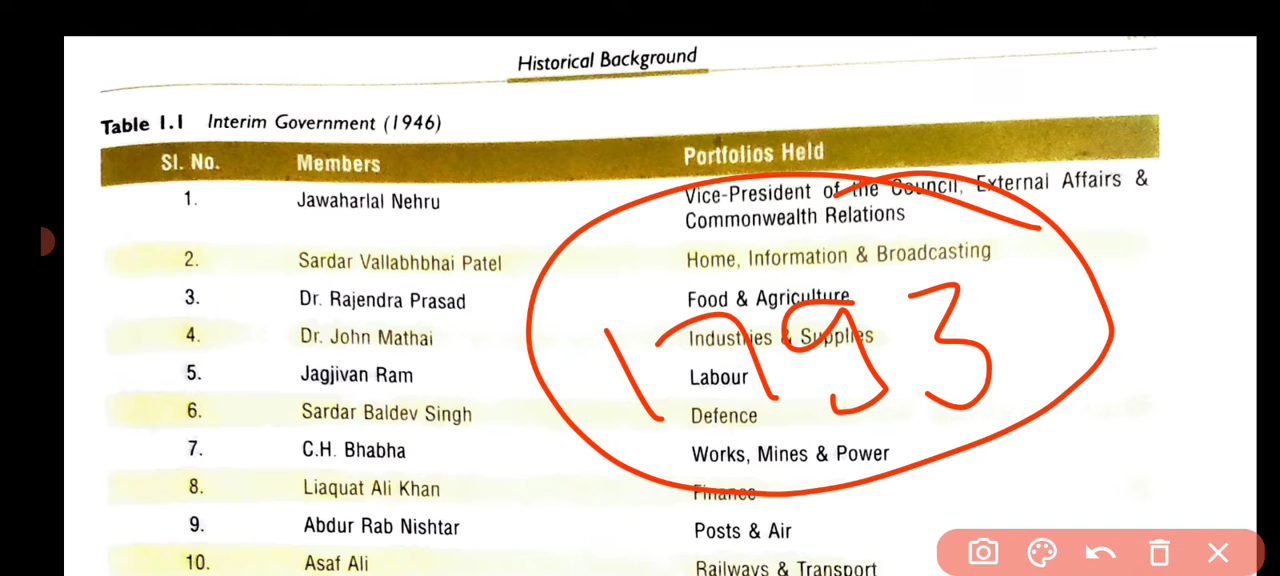 Historical Background
Table 1.1 Interim Government (1946)
Sl. No. Members Portfolios Held
1. Jawaharlal Nehru Vice-President of the Council, External Affairs &
Commonwealth Relations
2. Sardar Vallabhbhai Patel Home, Information & Broadcasting
3. Dr. Rajendra Prasad Food & Agriculture
4. Dr. John Mathai Industries & Supplies
5. Jagjivan Ram Labour
6. Sardar Baldev Singh Defence
7. C.H. Bhabha Works, Mines & Power
8. Liaquat Ali Khan Finance
9. Abdur Rab Nishtar Posts & Air
10. Asaf Ali Railways & Transport
1793